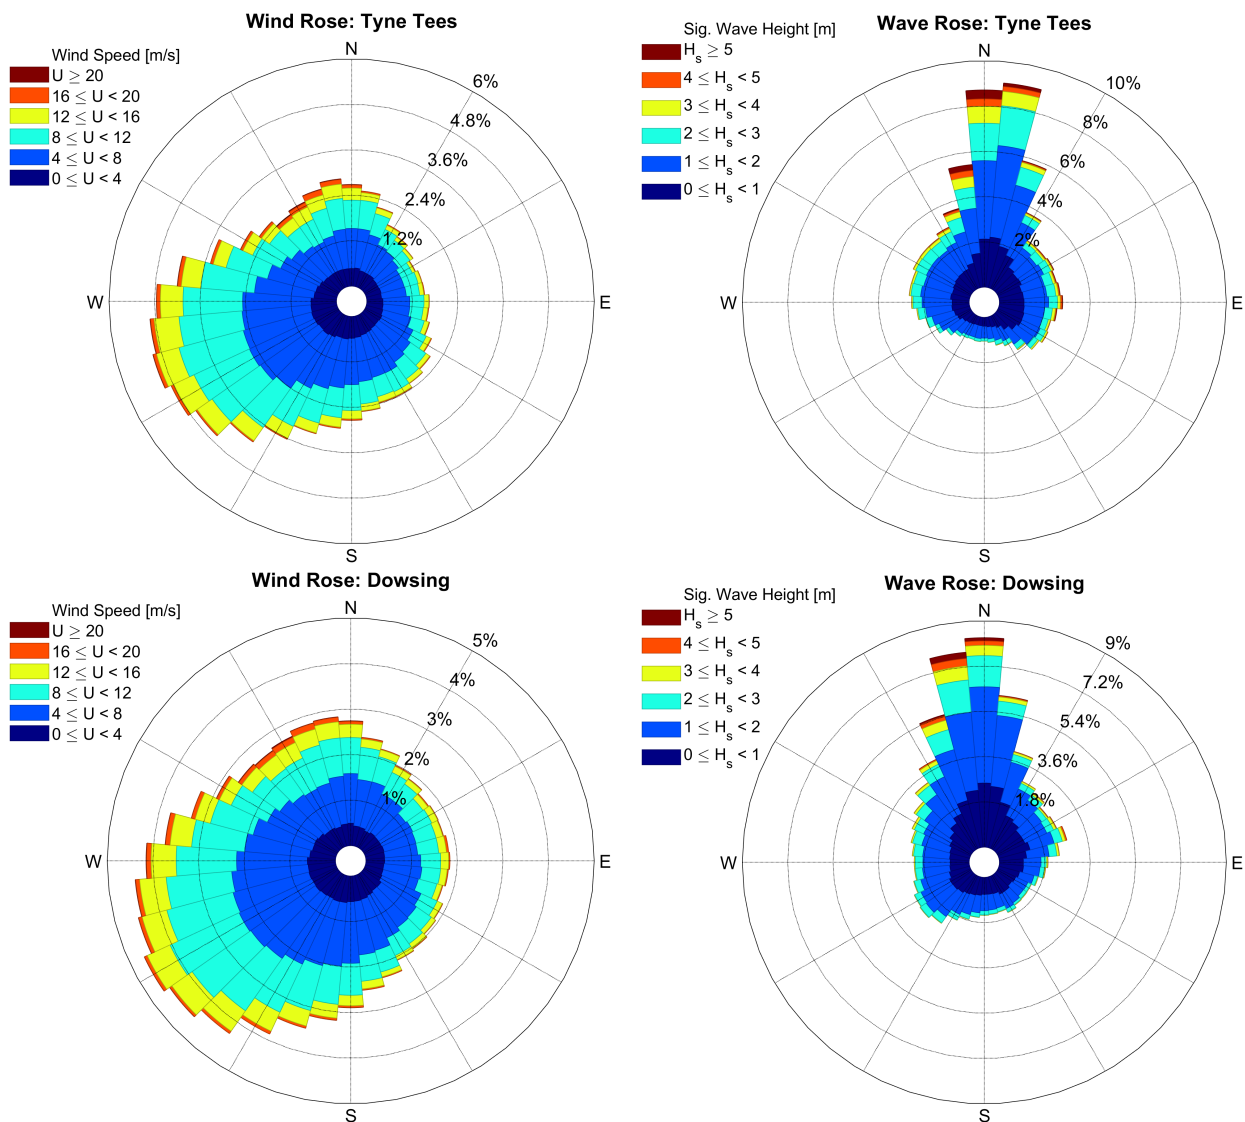 Wind Rose: Tyne Tees
Wind Speed [m/s]
U ≥ 20
16 ≤ U < 20
12 ≤ U < 16
8 ≤ U < 12
4 ≤ U < 8
0 ≤ U < 4
N
6%
4.8%
3.6%
2.4%
1.2%
W
E
S
Wave Rose: Tyne Tees
Sig. Wave Height [m]
Hs ≥ 5
4 ≤ Hs < 5
3 ≤ Hs < 4
2 ≤ Hs < 3
1 ≤ Hs < 2
0 ≤ Hs < 1
N
10%
8%
6%
4%
2%
W
E
S
Wind Rose: Dowsing
Wind Speed [m/s]
U ≥ 20
16 ≤ U < 20
12 ≤ U < 16
8 ≤ U < 12
4 ≤ U < 8
0 ≤ U < 4
N
5%
4%
3%
2%
1%
W
E
S
Wave Rose: Dowsing
Sig. Wave Height [m]
Hs ≥ 5
4 ≤ Hs < 5
3 ≤ Hs < 4
2 ≤ Hs < 3
1 ≤ Hs < 2
0 ≤ Hs < 1
N
9%
7.2%
5.4%
3.6%
1.8%
W
E
S